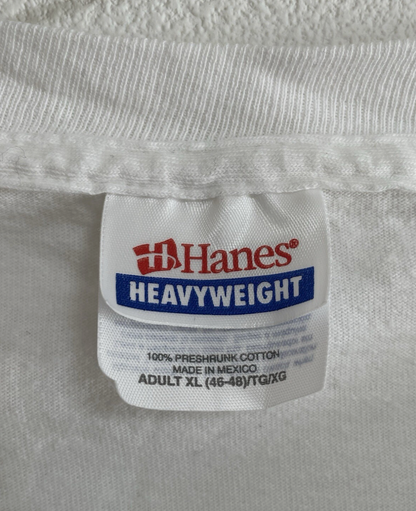 Hanes®
HEAVYWEIGHT
100% PRESHRUNK COTTON
MADE IN MEXICO
ADULT XL (46-48)/TG/XG